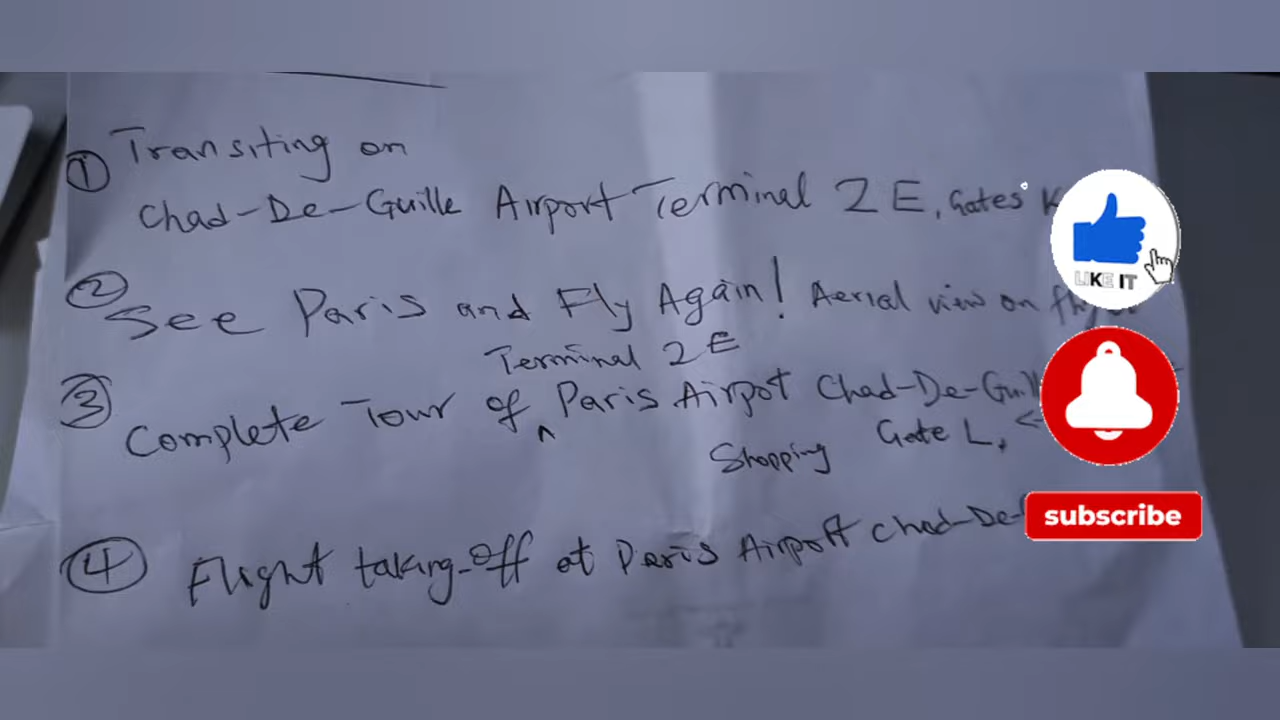 ① Transiting on
Chad-De-Guille Airport Terminal 2E, Gates K
LIKE IT
② See Paris and Fly Again! Aerial view on
Terminal 2E
③ Complete Tour of ^ Paris Airpot Chad-De-
Shopping Gate L,
subscribe
④ Flight taking-off at Paris Airport Chad-De-